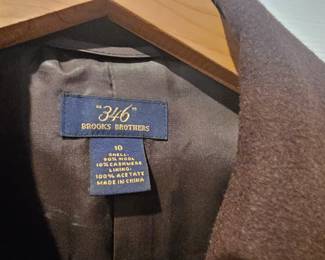 "346"
BROOKS BROTHERS
10
SHELL:
90% WOOL
10% CASHMERE
LINING:
100% ACETATE
MADE IN CHINA